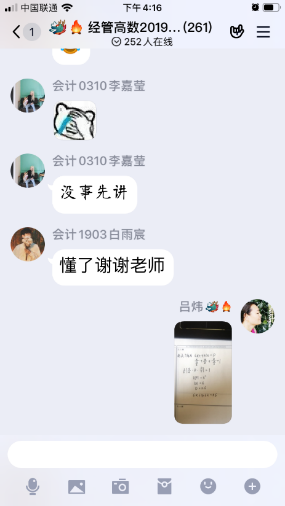 中国联通 下午4:16
1 经管高数2019...(261)
252人在线
会计0310李嘉莹
会计0310李嘉莹
没事先讲
会计1903白雨宸
懂了谢谢老师
吕炜